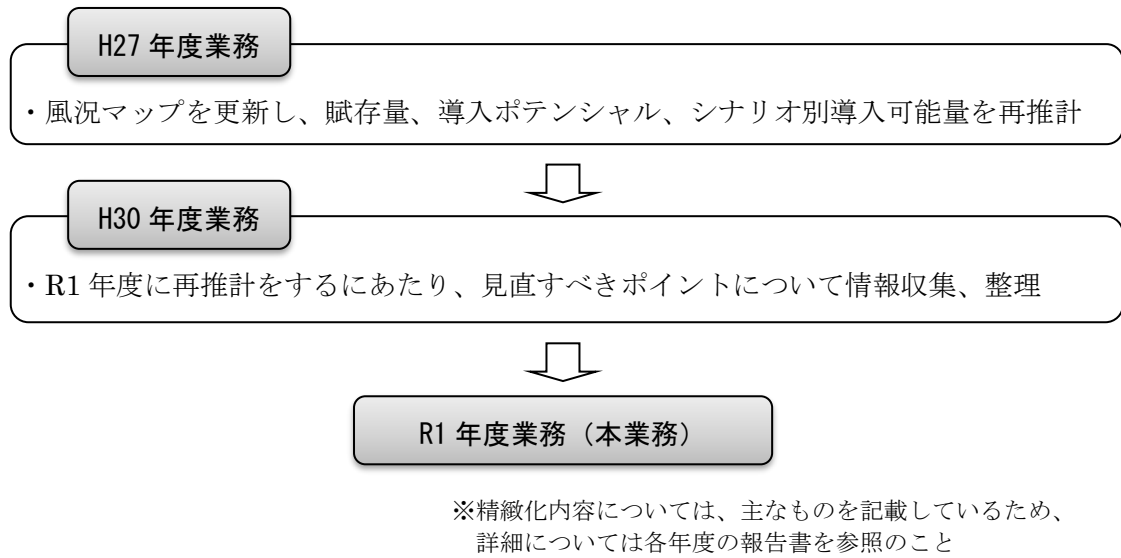 H27 年度業務
・風況マップを更新し、賦存量、導入ポテンシャル、シナリオ別導入可能量を再推計
H30 年度業務
・R1 年度に再推計をするにあたり、見直すべきポイントについて情報収集、整理
R1 年度業務（本業務）
※精緻化内容については、主なものを記載しているため、
詳細については各年度の報告書を参照のこと